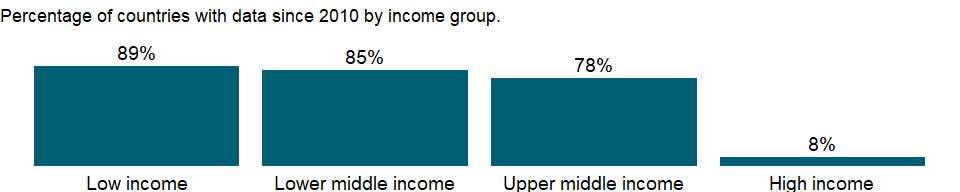 Percentage of countries with data since 2010 by income group.
89%
85%
78%
8%
Low income
Lower middle income
Upper middle income
High income